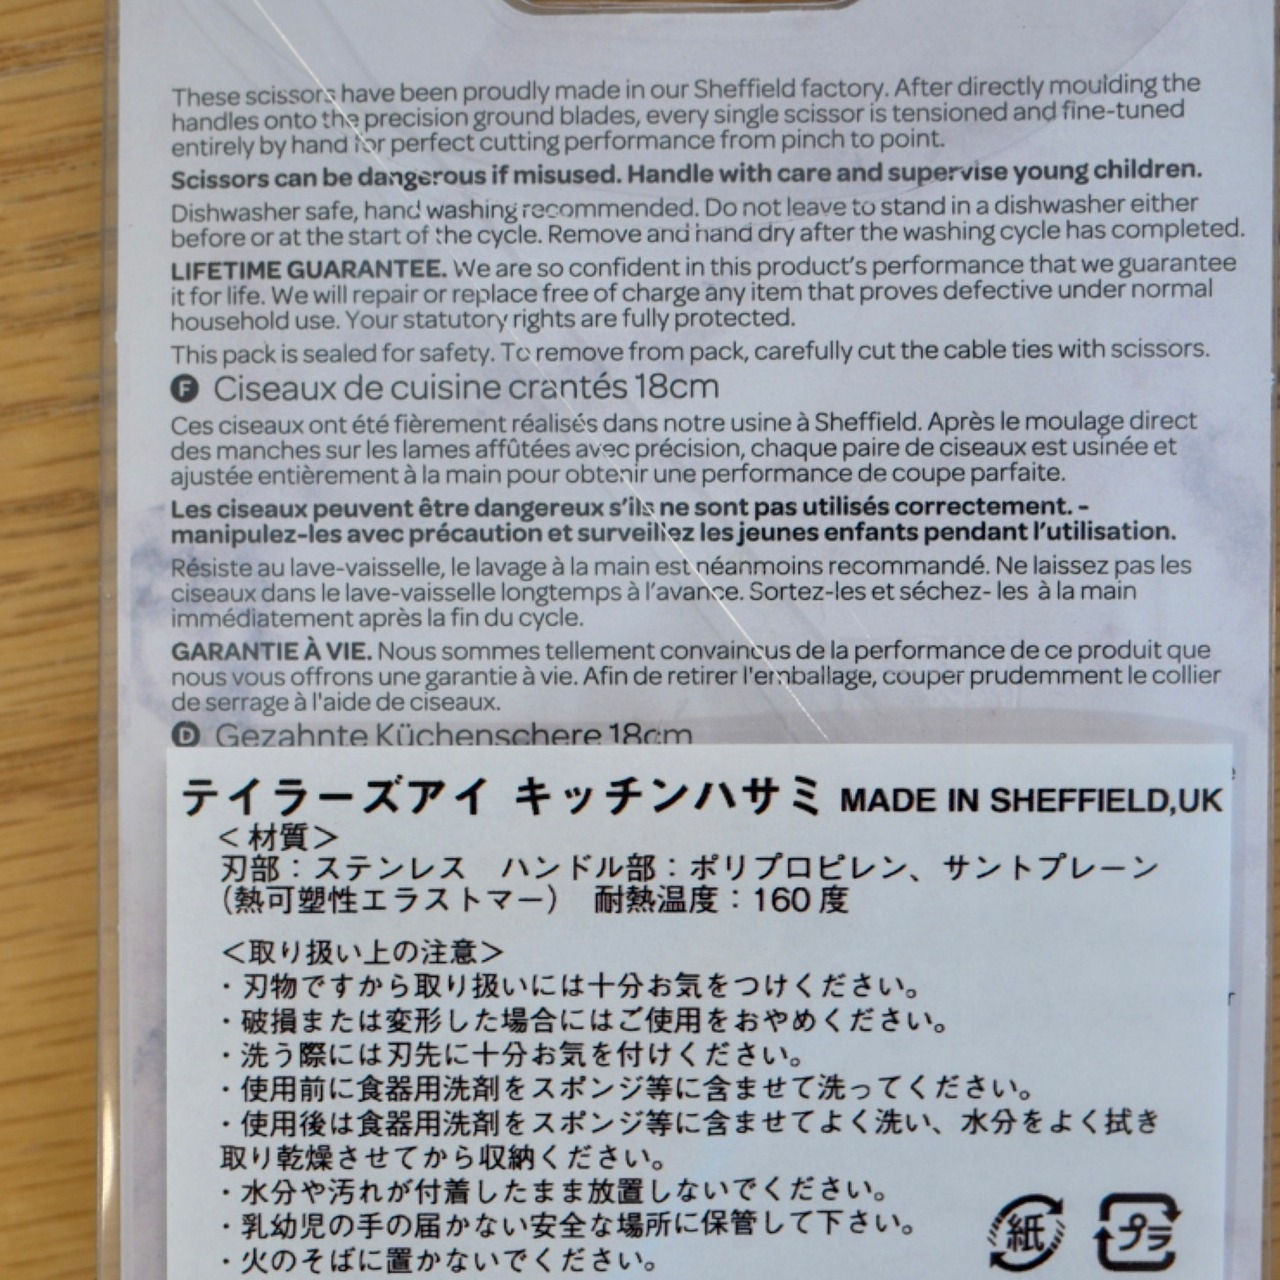 These scissors have been proudly made in our Sheffield factory. After directly moulding the
handles onto the precision ground blades, every single scissor is tensioned and fine-tuned
entirely by hand for perfect cutting performance from pinch to point.
Scissors can be dangerous if misused. Handle with care and supervise young children.
Dishwasher safe, hand washing recommended. Do not leave to stand in a dishwasher either
before or at the start of the cycle. Remove and hand dry after the washing cycle has completed.
LIFETIME GUARANTEE. We are so confident in this product's performance that we guarantee
it for life. We will repair or replace free of charge any item that proves defective under normal
household use. Your statutory rights are fully protected.
This pack is sealed for safety. To remove from pack, carefully cut the cable ties with scissors.
F Ciseaux de cuisine crantés 18cm
Ces ciseaux ont été fièrement réalisés dans notre usine à Sheffield. Après le moulage direct
des manches sur les lames affûtées avec précision, chaque paire de ciseaux est usinée et
ajustée entièrement à la main pour obtenir une performance de coupe parfaite.
Les ciseaux peuvent être dangereux s'ils ne sont pas utilisés correctement. -
manipulez-les avec précaution et surveillez les jeunes enfants pendant l'utilisation.
Résiste au lave-vaisselle, le lavage à la main est néanmoins recommandé. Ne laissez pas les
ciseaux dans le lave-vaisselle longtemps à l'avance. Sortez-les et séchez- les à la main
immédiatement après la fin du cycle.
GARANTIE À VIE. Nous sommes tellement convaincus de la performance de ce produit que
nous vous offrons une garantie à vie. Afin de retirer l'emballage, couper prudemment le collier
de serrage à l'aide de ciseaux.
D Gezahnte Küchenschere 18cm
テイラーズアイ キッチンハサミ MADE IN SHEFFIELD,UK
＜材質＞
刃部：ステンレス　ハンドル部：ポリプロピレン、サントプレーン
（熱可塑性エラストマー）　耐熱温度：160 度
＜取り扱い上の注意＞
・刃物ですから取り扱いには十分お気をつけください。
・破損または変形した場合にはご使用をおやめください。
・洗う際には刃先に十分お気を付けください。
・使用前に食器用洗剤をスポンジ等に含ませて洗ってください。
・使用後は食器用洗剤をスポンジ等に含ませてよく洗い、水分をよく拭き
取り乾燥させてから収納ください。
・水分や汚れが付着したまま放置しないでください。
・乳幼児の手の届かない安全な場所に保管して下さい。
・火のそばに置かないでください。
紙 プラ